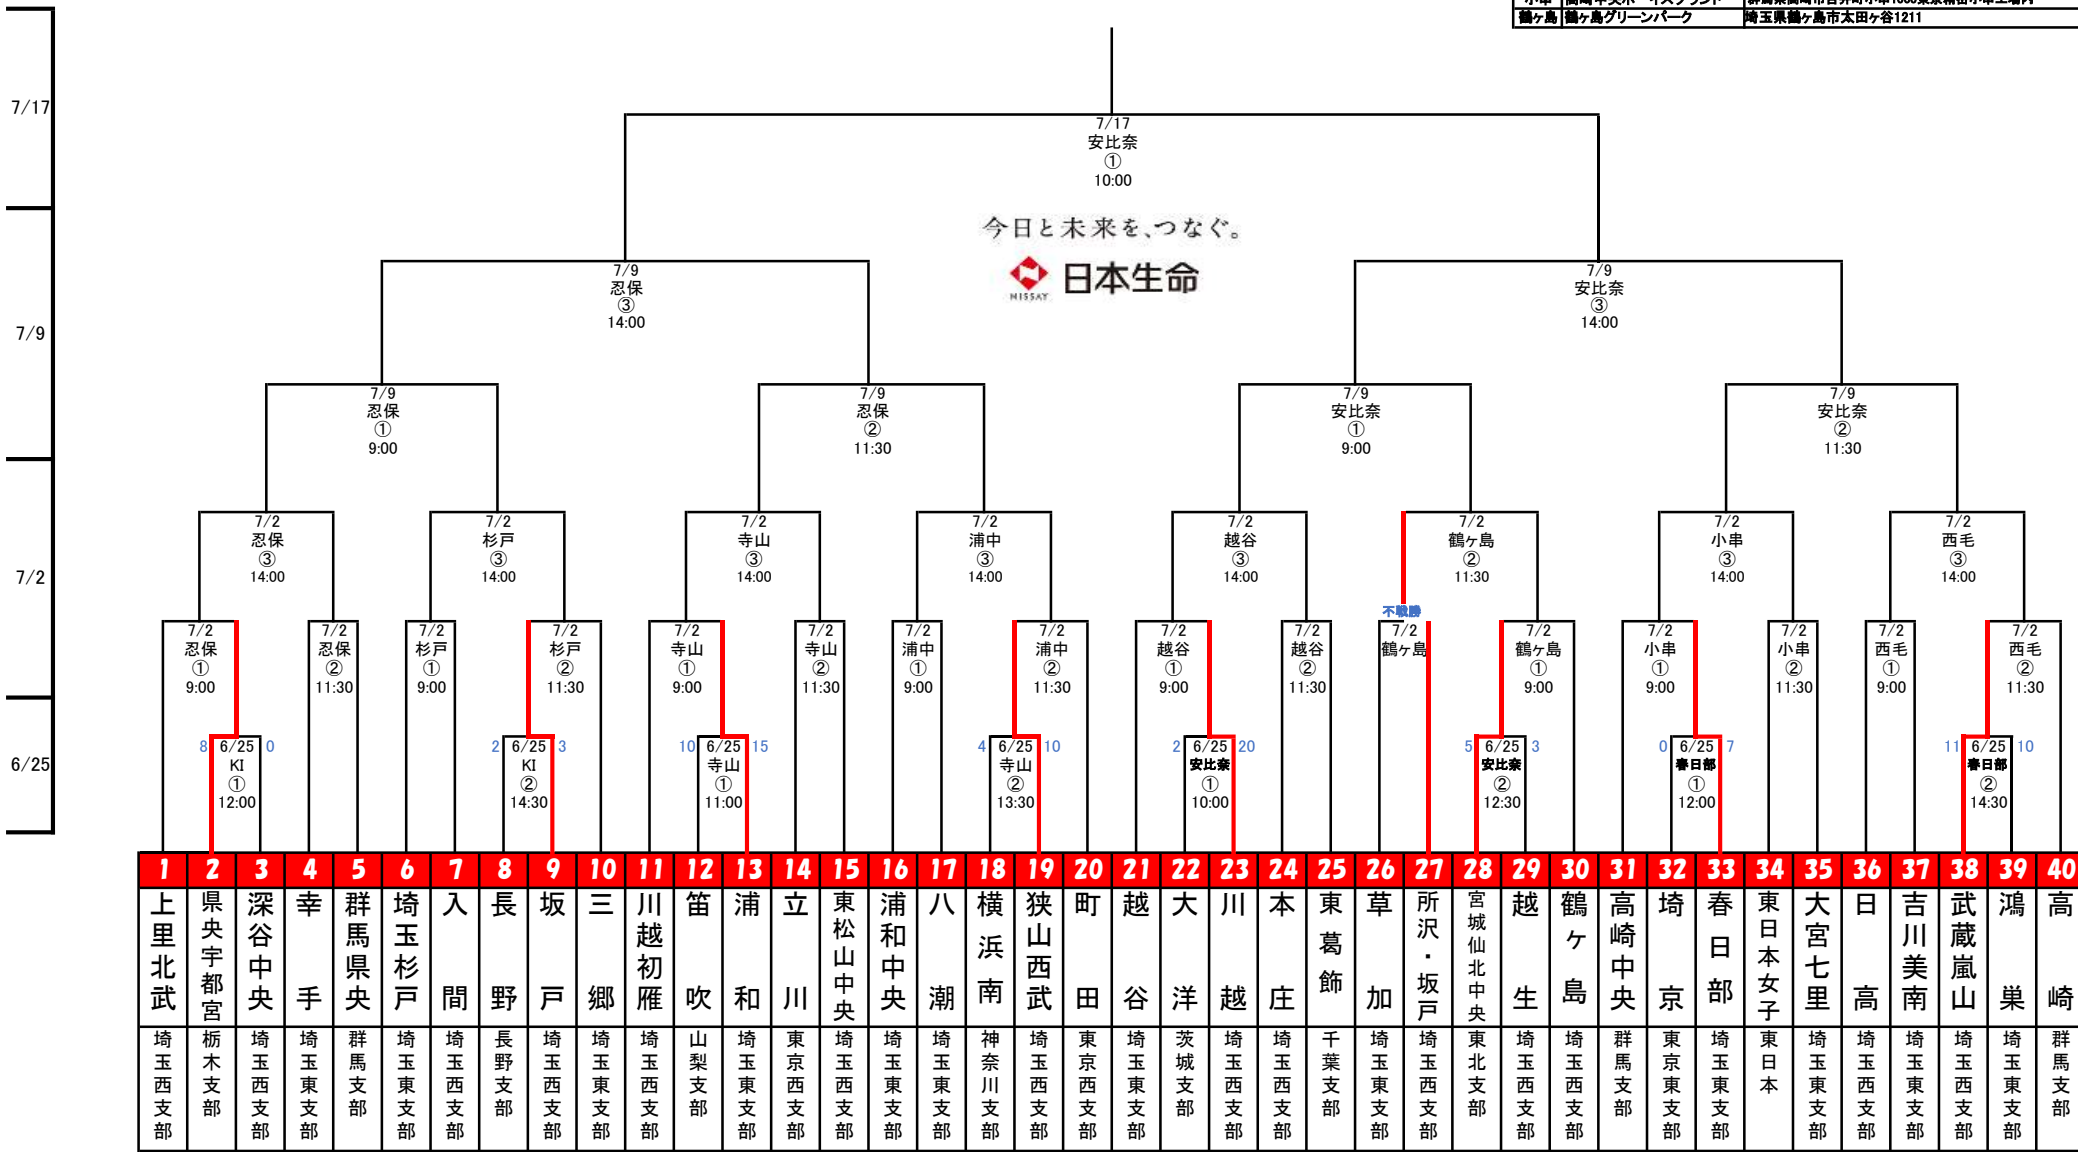 鶴ヶ島 鶴ヶ島グリーンパーク 埼玉県鶴ヶ島市太田ヶ谷1211
7/17
7/17
安比奈
①
10:00
今日と未来を、つなぐ。
NISSAY 日本生命
7/9
7/9
忍保
③
14:00
7/9
安比奈
③
14:00
7/9
忍保
①
9:00
7/9
忍保
②
11:30
7/9
安比奈
①
9:00
7/9
安比奈
②
11:30
7/2
7/2
忍保
③
14:00
7/2
杉戸
③
14:00
7/2
寺山
③
14:00
7/2
浦中
③
14:00
7/2
越谷
③
14:00
7/2
鶴ヶ島
②
11:30
7/2
小串
③
14:00
7/2
西毛
③
14:00
不戦勝
7/2
忍保
①
9:00
7/2
忍保
②
11:30
7/2
杉戸
①
9:00
7/2
杉戸
②
11:30
7/2
寺山
①
9:00
7/2
寺山
②
11:30
7/2
浦中
①
9:00
7/2
浦中
②
11:30
7/2
越谷
①
9:00
7/2
越谷
②
11:30
7/2
鶴ヶ島
7/2
鶴ヶ島
①
9:00
7/2
小串
①
9:00
7/2
小串
②
11:30
7/2
西毛
①
9:00
7/2
西毛
②
11:30
6/25
8 6/25 0
KI
①
12:00
2 6/25 3
KI
②
14:30
10 6/25 15
寺山
①
11:00
4 6/25 10
寺山
②
13:30
2 6/25 20
安比奈
①
10:00
5 6/25 3
安比奈
②
12:30
0 6/25 7
春日部
①
12:00
11 6/25 10
春日部
②
14:30
1 2 3 4 5 6 7 8 9 10 11 12 13 14 15 16 17 18 19 20 21 22 23 24 25 26 27 28 29 30 31 32 33 34 35 36 37 38 39 40
上里北武
県央宇都宮
深谷中央
幸手
群馬県央
埼玉杉戸
入間
長野
坂戸
三郷
川越初雁
笛吹
浦和
立川
東松山中央
浦和中央
八潮
横浜南
狭山西武
町田
越谷
大洋
川越
本庄
東葛飾
草加
所沢・坂戸
宮城仙北中央
越生
鶴ヶ島
高崎中央
埼京
春日部
東日本女子
大宮七里
日高
吉川美南
武蔵嵐山
鴻巣
高崎
埼玉西支部
栃木支部
埼玉西支部
埼玉東支部
群馬支部
埼玉東支部
埼玉西支部
長野支部
埼玉西支部
埼玉東支部
埼玉西支部
山梨支部
埼玉東支部
東京西支部
埼玉西支部
埼玉東支部
埼玉東支部
神奈川支部
埼玉西支部
東京西支部
埼玉東支部
茨城支部
埼玉西支部
埼玉西支部
千葉支部
埼玉東支部
埼玉西支部
東北支部
埼玉西支部
埼玉西支部
群馬支部
東京東支部
埼玉東支部
東日本
埼玉東支部
埼玉西支部
埼玉東支部
埼玉西支部
埼玉東支部
群馬支部